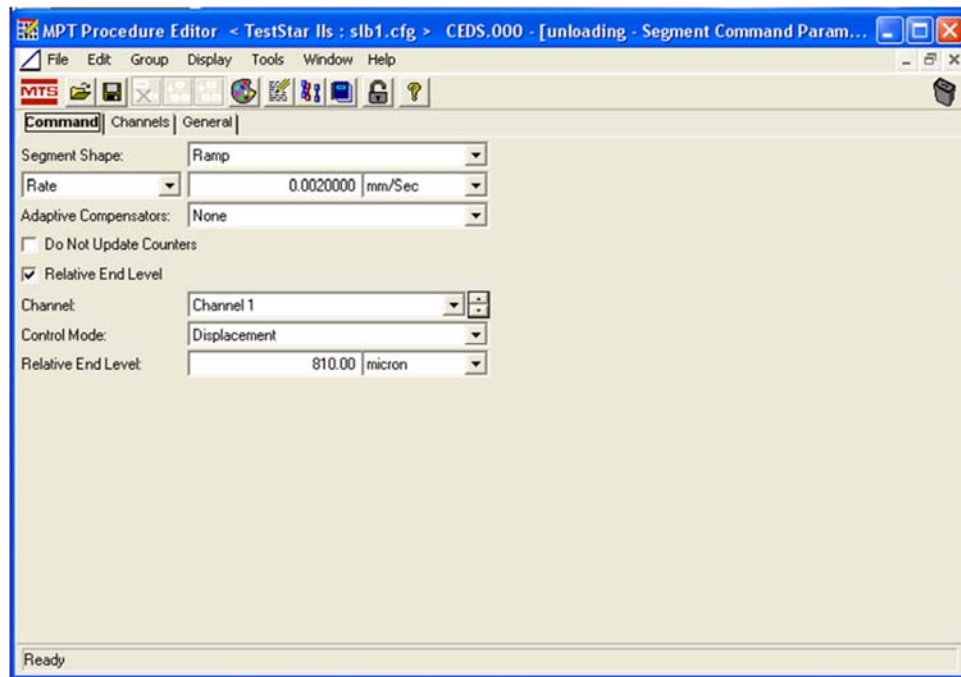 MPT Procedure Editor < TestStar IIs : slb1.cfg > CEDS.000 - [unloading - Segment Command Param...
File Edit Group Display Tools Window Help
MTS
Command Channels General
Segment Shape: Ramp
Rate 0.0020000 mm/Sec
Adaptive Compensators: None
Do Not Update Counters
Relative End Level
Channel: Channel 1
Control Mode: Displacement
Relative End Level: 810.00 micron
Ready